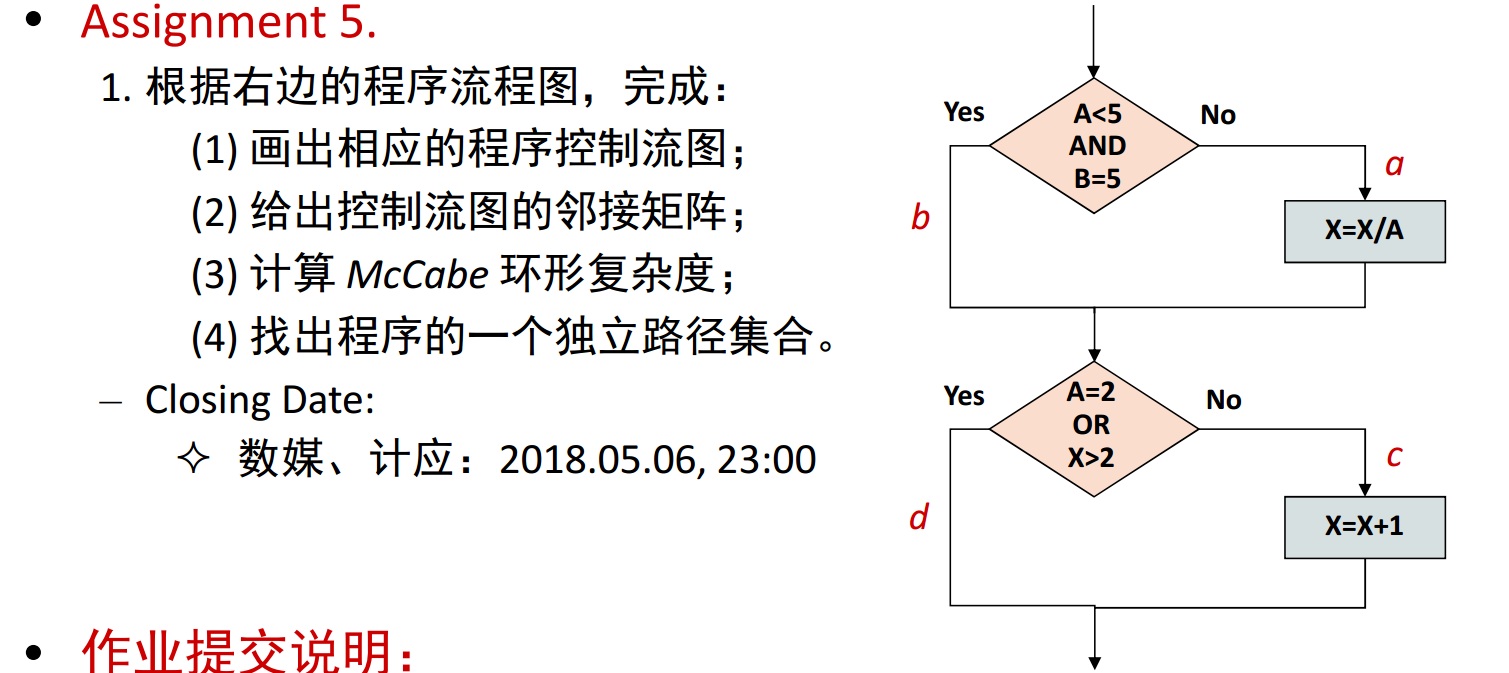 • Assignment 5.
1. 根据右边的程序流程图，完成：
(1) 画出相应的程序控制流图；
(2) 给出控制流图的邻接矩阵；
(3) 计算 McCabe 环形复杂度；
(4) 找出程序的一个独立路径集合。
– Closing Date:
✧ 数媒、计应：2018.05.06, 23:00
• 作业提交说明：
Yes
A<5
AND
B=5
No
a
b
X=X/A
Yes
A=2
OR
X>2
No
c
d
X=X+1